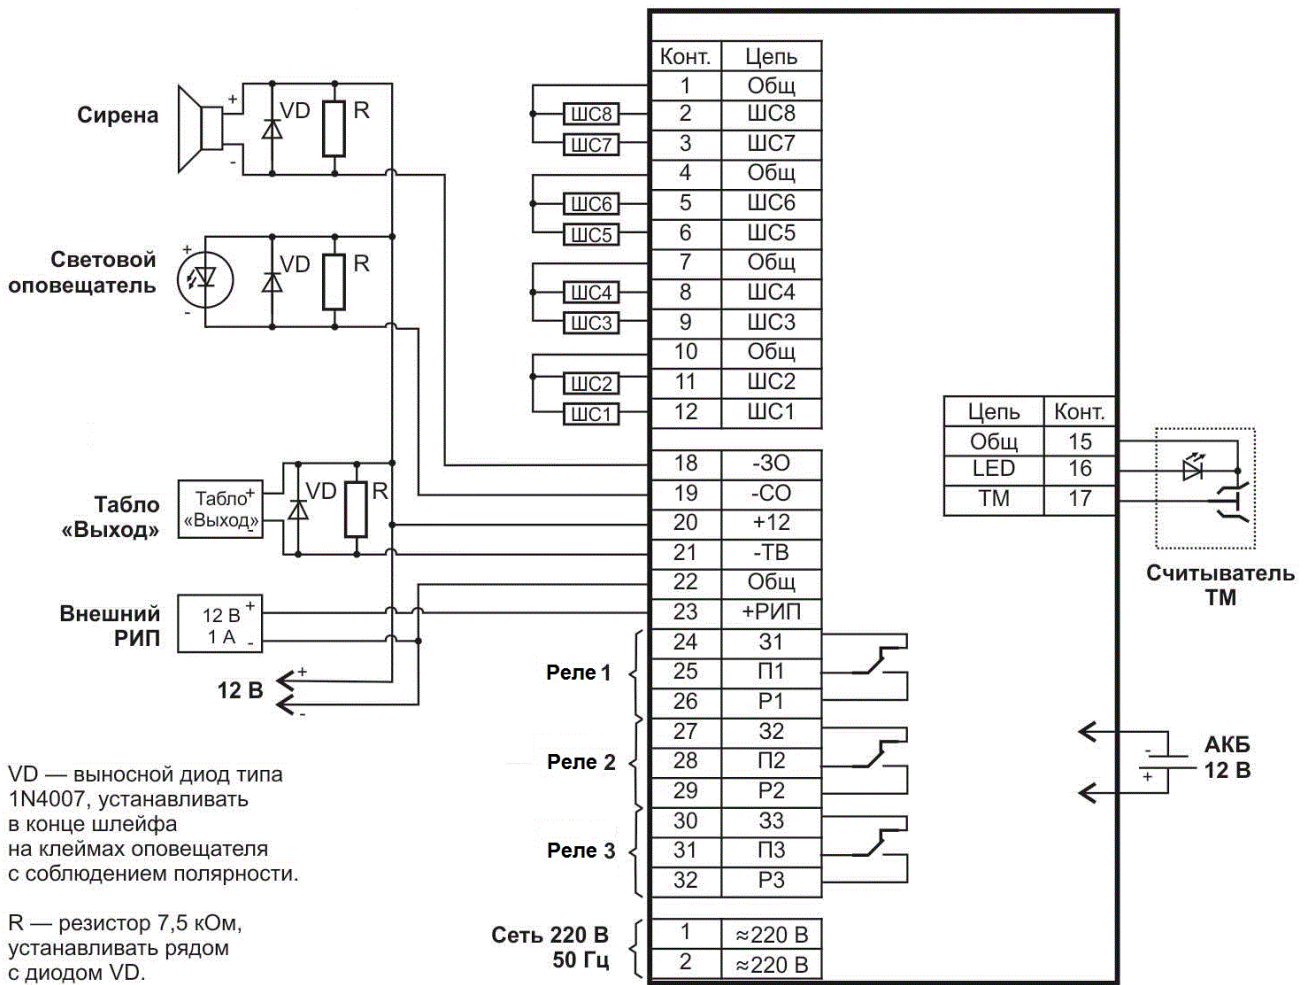 Сирена
+
-
VD
R
Световой
оповещатель
+
-
VD
R
Табло
«Выход»
Табло +
«Выход»
-
VD
R
Внешний
РИП
12 В +
1 А -
12 В
+
-
VD — выносной диод типа
1N4007, устанавливать
в конце шлейфа
на клеймах оповещателя
с соблюдением полярности.
R — резистор 7,5 кОм,
устанавливать рядом
с диодом VD.
ШС8
ШС7
ШС6
ШС5
ШС4
ШС3
ШС2
ШС1
Конт. Цепь
1 Общ
2 ШС8
3 ШС7
4 Общ
5 ШС6
6 ШС5
7 Общ
8 ШС4
9 ШС3
10 Общ
11 ШС2
12 ШС1
18 -ЗО
19 -СО
20 +12
21 -ТВ
22 Общ
23 +РИП
24 З1
25 П1
26 Р1
27 З2
28 П2
29 Р2
30 З3
31 П3
32 Р3
1 ≈220 В
2 ≈220 В
Реле 1
Реле 2
Реле 3
Сеть 220 В
50 Гц
Цепь Конт.
Общ 15
LED 16
ТМ 17
Считыватель
ТМ
-
+
АКБ
12 В